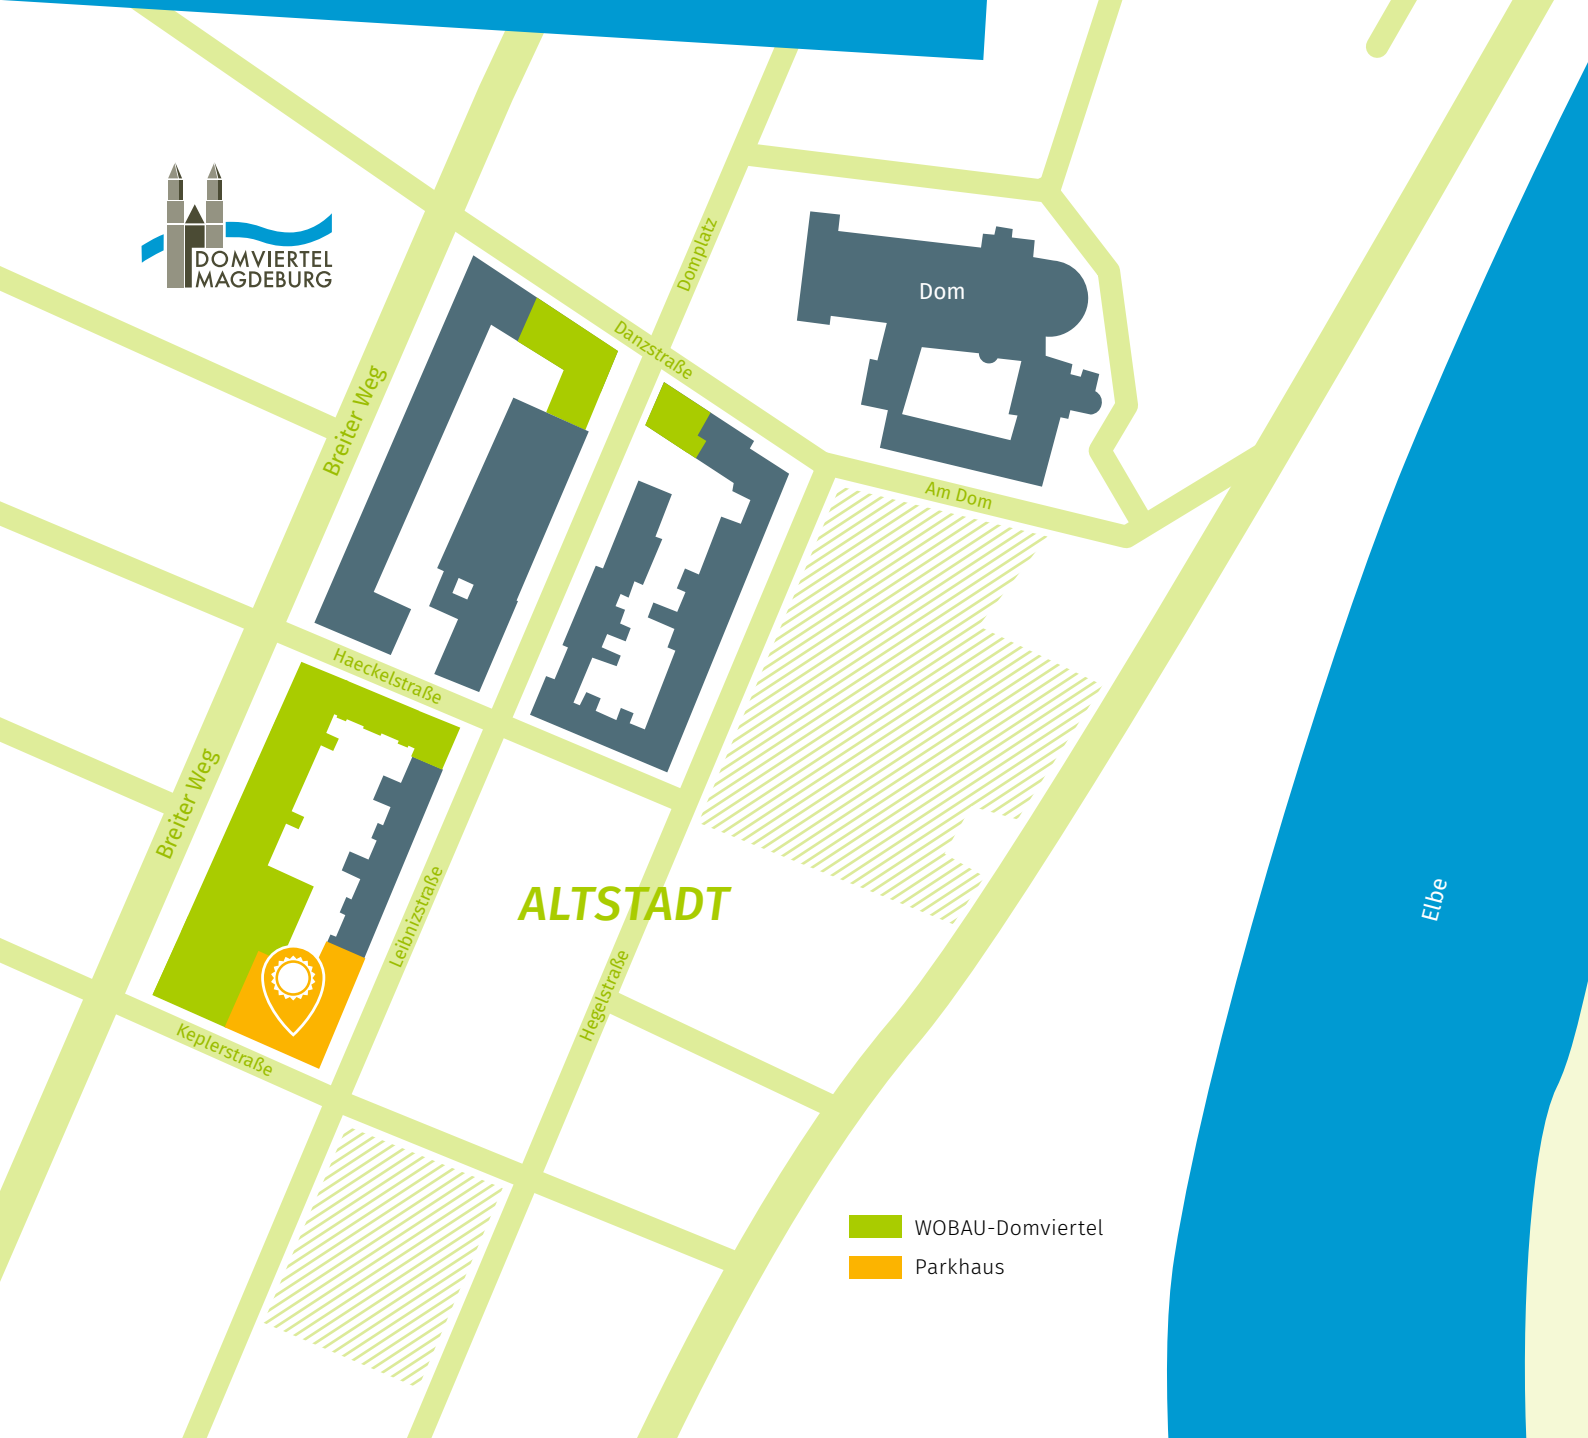 DOMVIERTEL
MAGDEBURG
Domplatz
Dom
Danzstraße
Breiter Weg
Am Dom
Haeckelstraße
Breiter Weg
Leibnizstraße
ALTSTADT
Elbe
Hegelstraße
Keplerstraße
WOBAU-Domviertel
Parkhaus